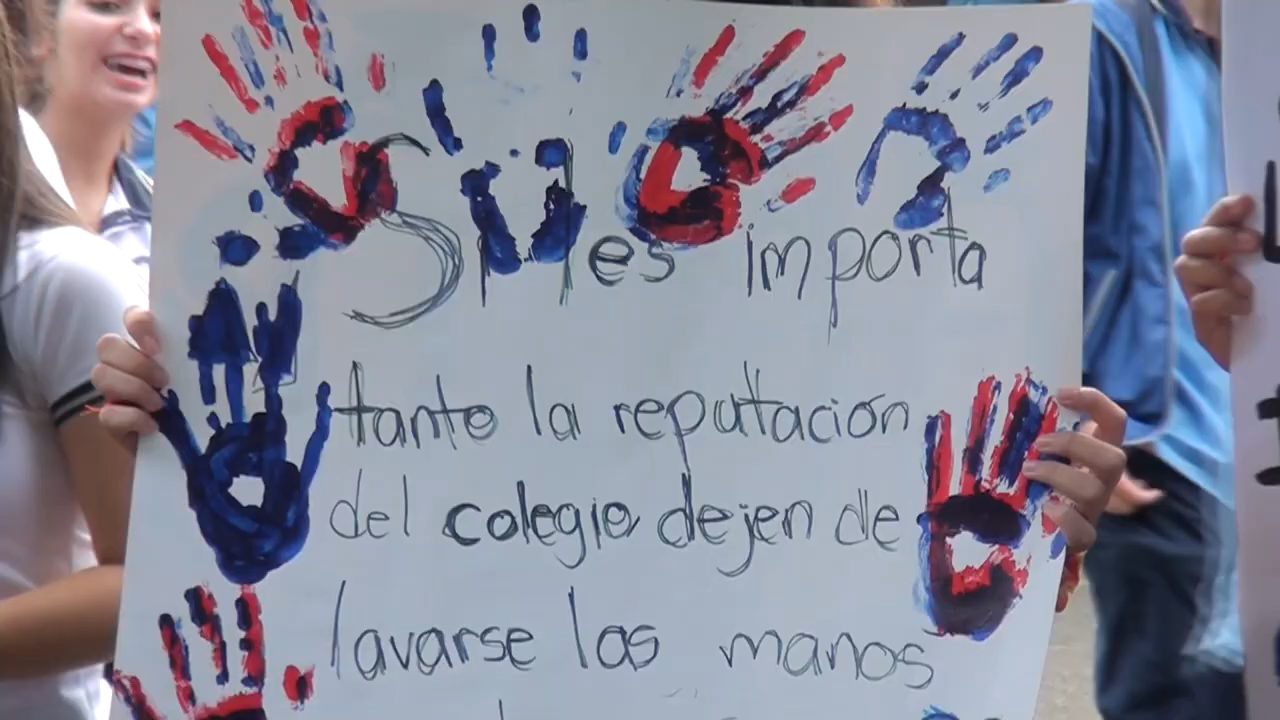 Si les importa
tanto la reputación
del colegio dejen de
lavarse las manos